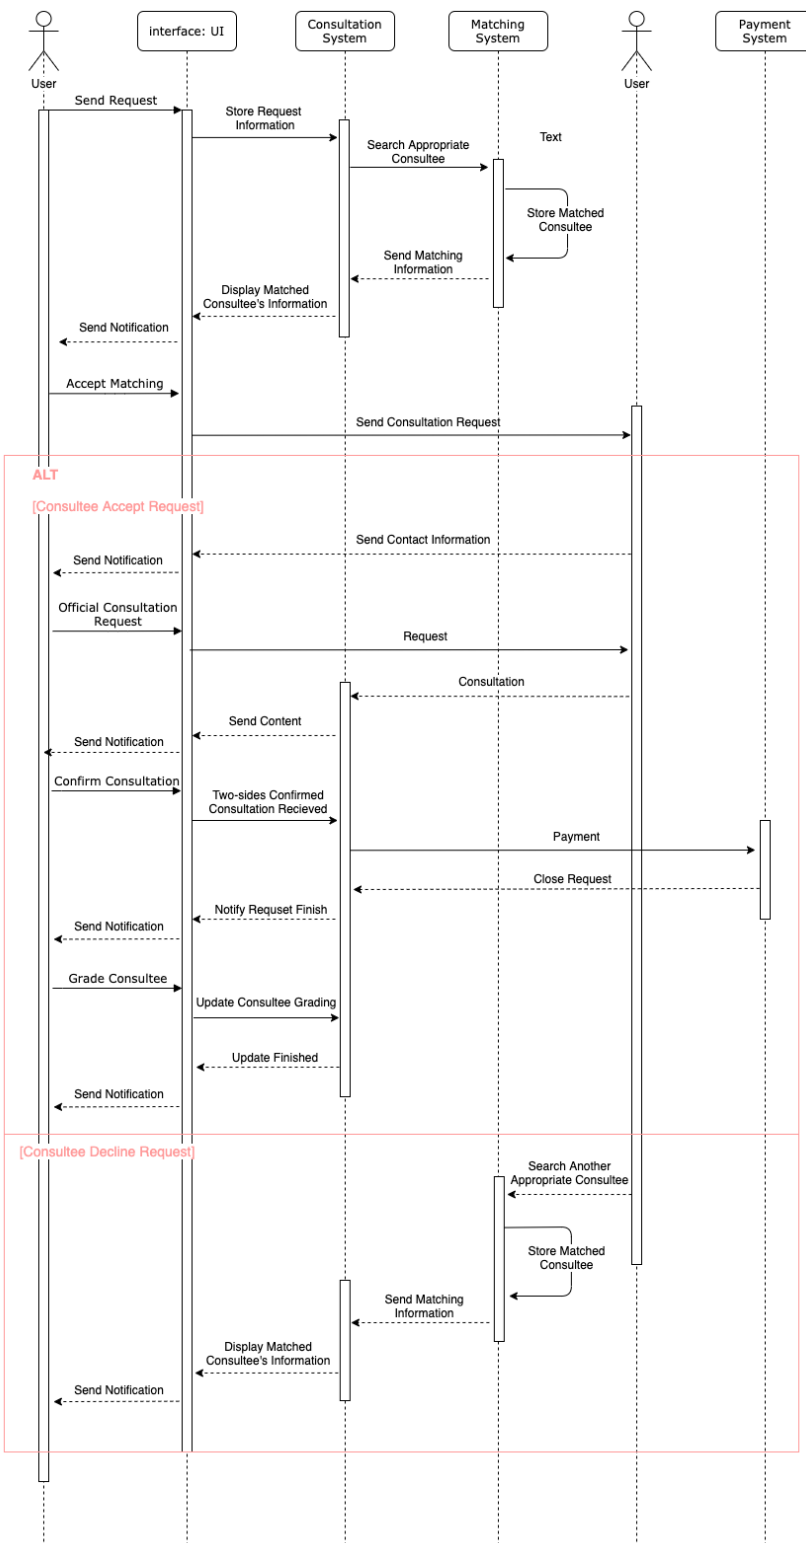 User
interface: UI
Consultation
System
Matching
System
User
Payment
System
Send Request
Store Request
Information
Search Appropriate
Consultee
Text
Store Matched
Consultee
Send Matching
Information
Display Matched
Consultee's Information
Send Notification
Accept Matching
Send Consultation Request
ALT
[Consultee Accept Request]
Send Contact Information
Send Notification
Official Consultation
Request
Request
Consultation
Send Content
Send Notification
Confirm Consultation
Two-sides Confirmed
Consultation Recieved
Payment
Close Request
Notify Requset Finish
Send Notification
Grade Consultee
Update Consultee Grading
Update Finished
Send Notification
[Consultee Decline Request]
Search Another
Appropriate Consultee
Store Matched
Consultee
Send Matching
Information
Display Matched
Consultee's Information
Send Notification